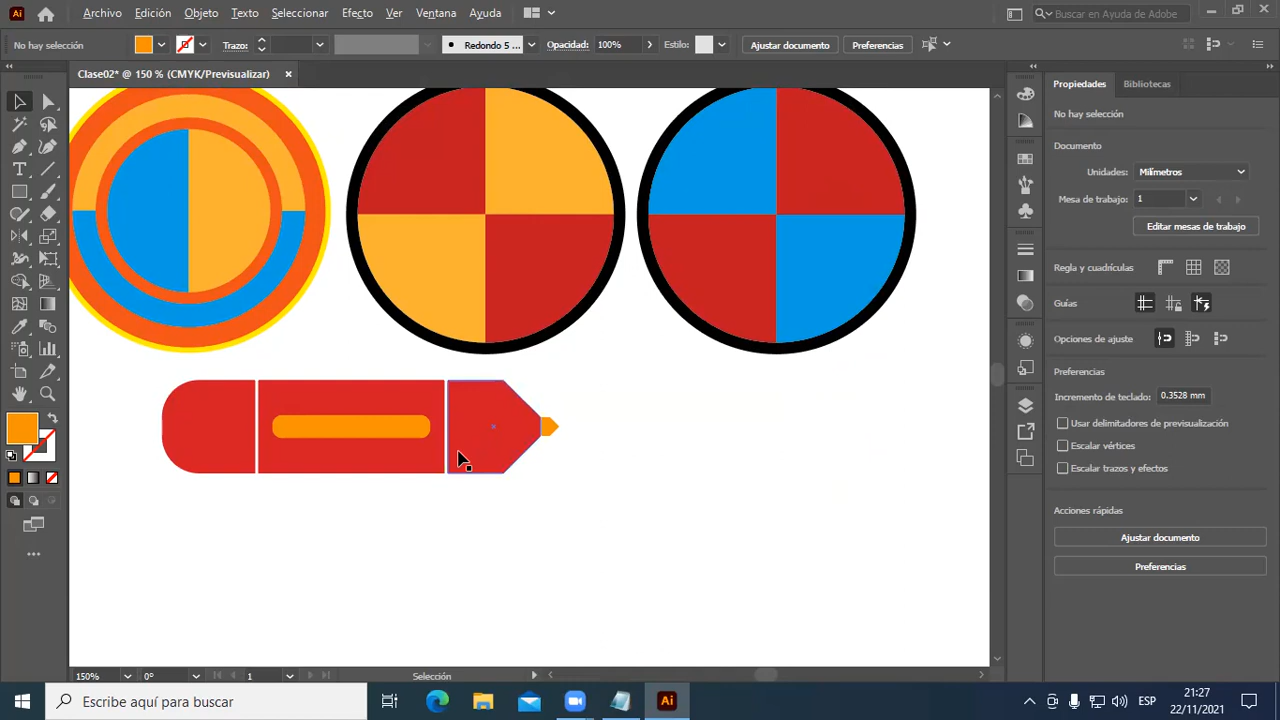 Ai
Archivo Edición Objeto Texto Seleccionar Efecto Ver Ventana Ayuda
Buscar en Ayuda de Adobe
No hay selección
Trazo:
Redondo 5 ...
Opacidad: 100%
Estilo:
Ajustar documento
Preferencias
Clase02* @ 150 % (CMYK/Previsualizar)
Propiedades
Bibliotecas
No hay selección
Documento
Unidades: Milímetros
Mesa de trabajo: 1
Editar mesas de trabajo
Regla y cuadrículas
Guías
Opciones de ajuste
Preferencias
Incremento de teclado: 0.3528 mm
Usar delimitadores de previsualización
Escalar vértices
Escalar trazos y efectos
Acciones rápidas
Ajustar documento
Preferencias
150%
0°
1
Selección
Escribe aquí para buscar
Ai
ESP
21:27
22/11/2021